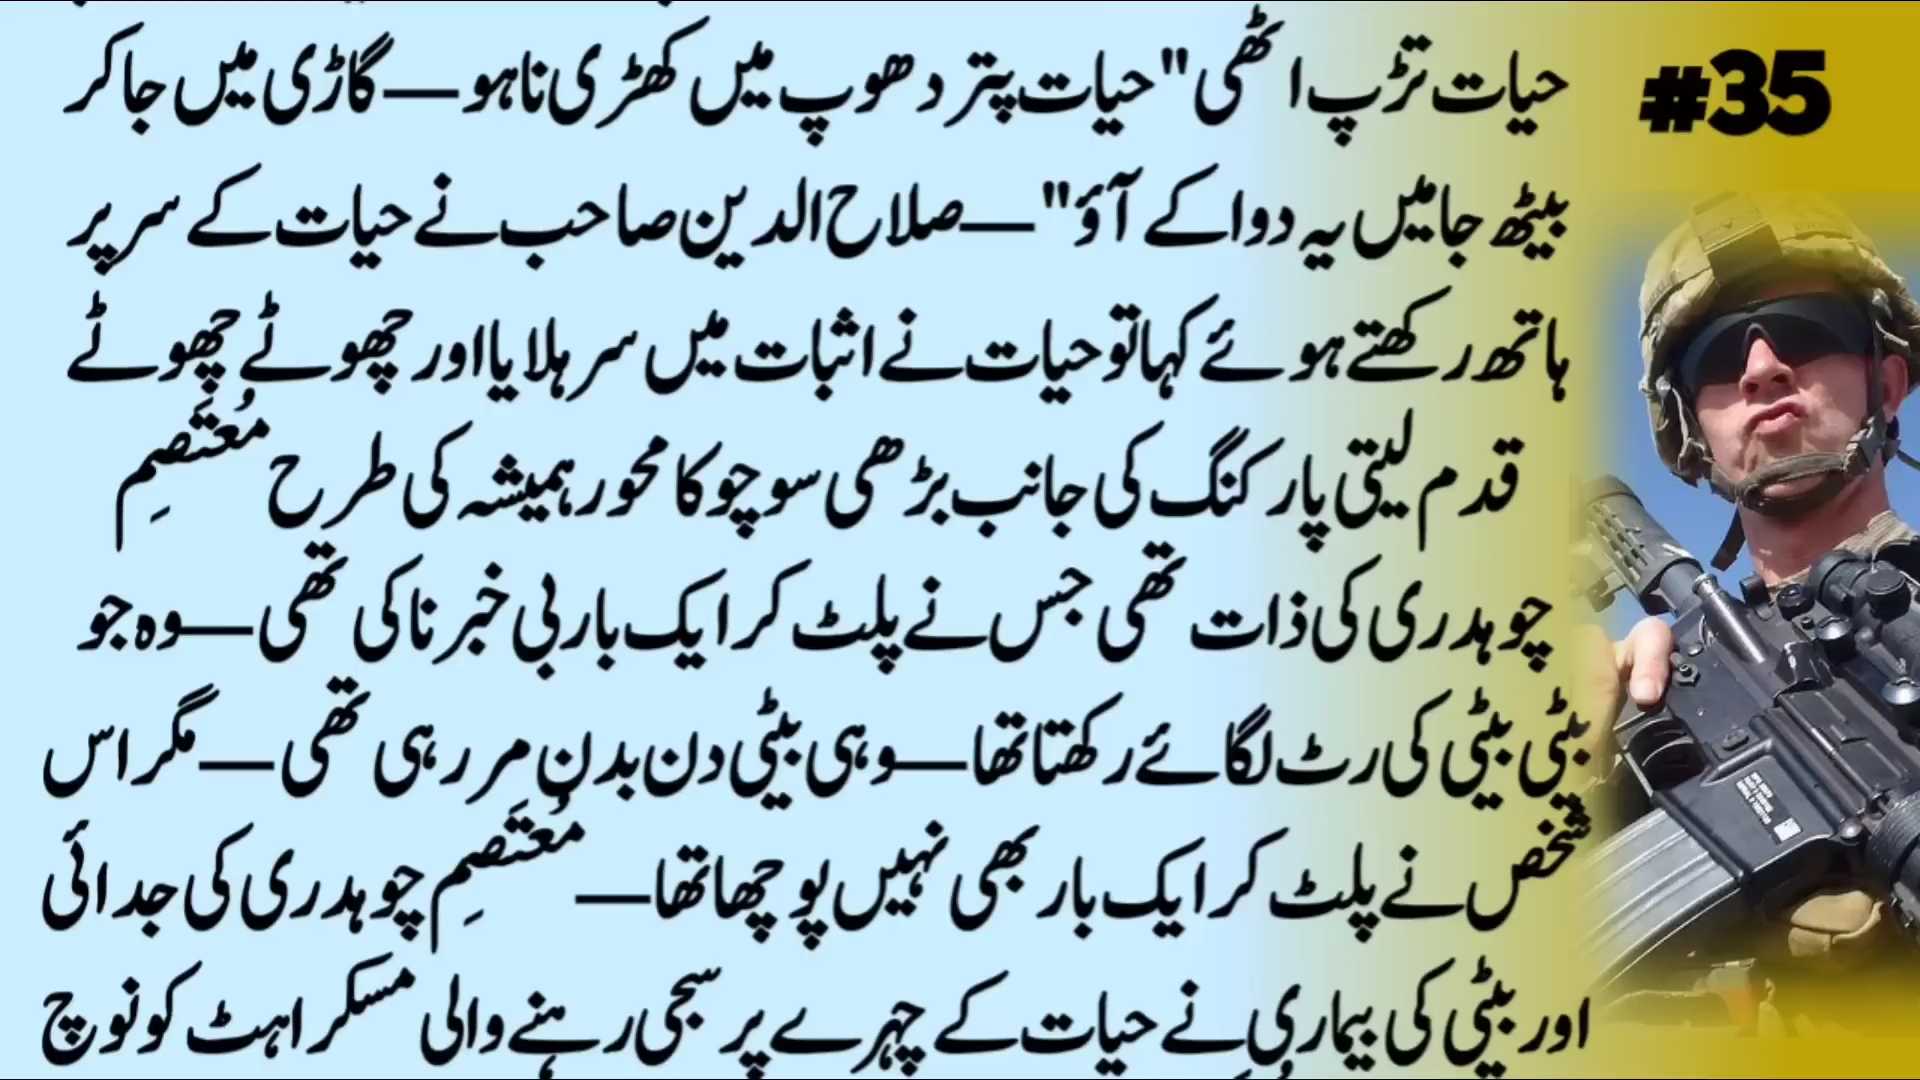 #35
حیات تڑپ اٹھی "حیات پتر دھوپ میں کھڑی نا ہو—گاڑی میں جا کر
بیٹھ جا میں یہ دوا کے آؤ"—صلاح الدین صاحب نے حیات کے سر پر
ہاتھ رکھتے ہوئے کہا تو حیات نے اثبات میں سر ہلایا اور چھوٹے چھوٹے
قدم لیتی پارکنگ کی جانب بڑھی سوچو کا محور ہمیشہ کی طرح مُعتَصِمِ
چوہدری کی ذات تھی جس نے پلٹ کر ایک بار بی خبر نا کی تھی—وہ جو
بیٹی بیٹی کی رٹ لگائے رکھتا تھا—وہی بیٹی دن بدن مر رہی تھی—مگر اس
شخص نے پلٹ کر ایک بار بھی نہیں پوچھا تھا—مُعتَصِمِ چوہدری کی جدائی
اور بیٹی کی بیماری نے حیات کے چہرے پر سجی رہنے والی مسکراہٹ کو نوچ